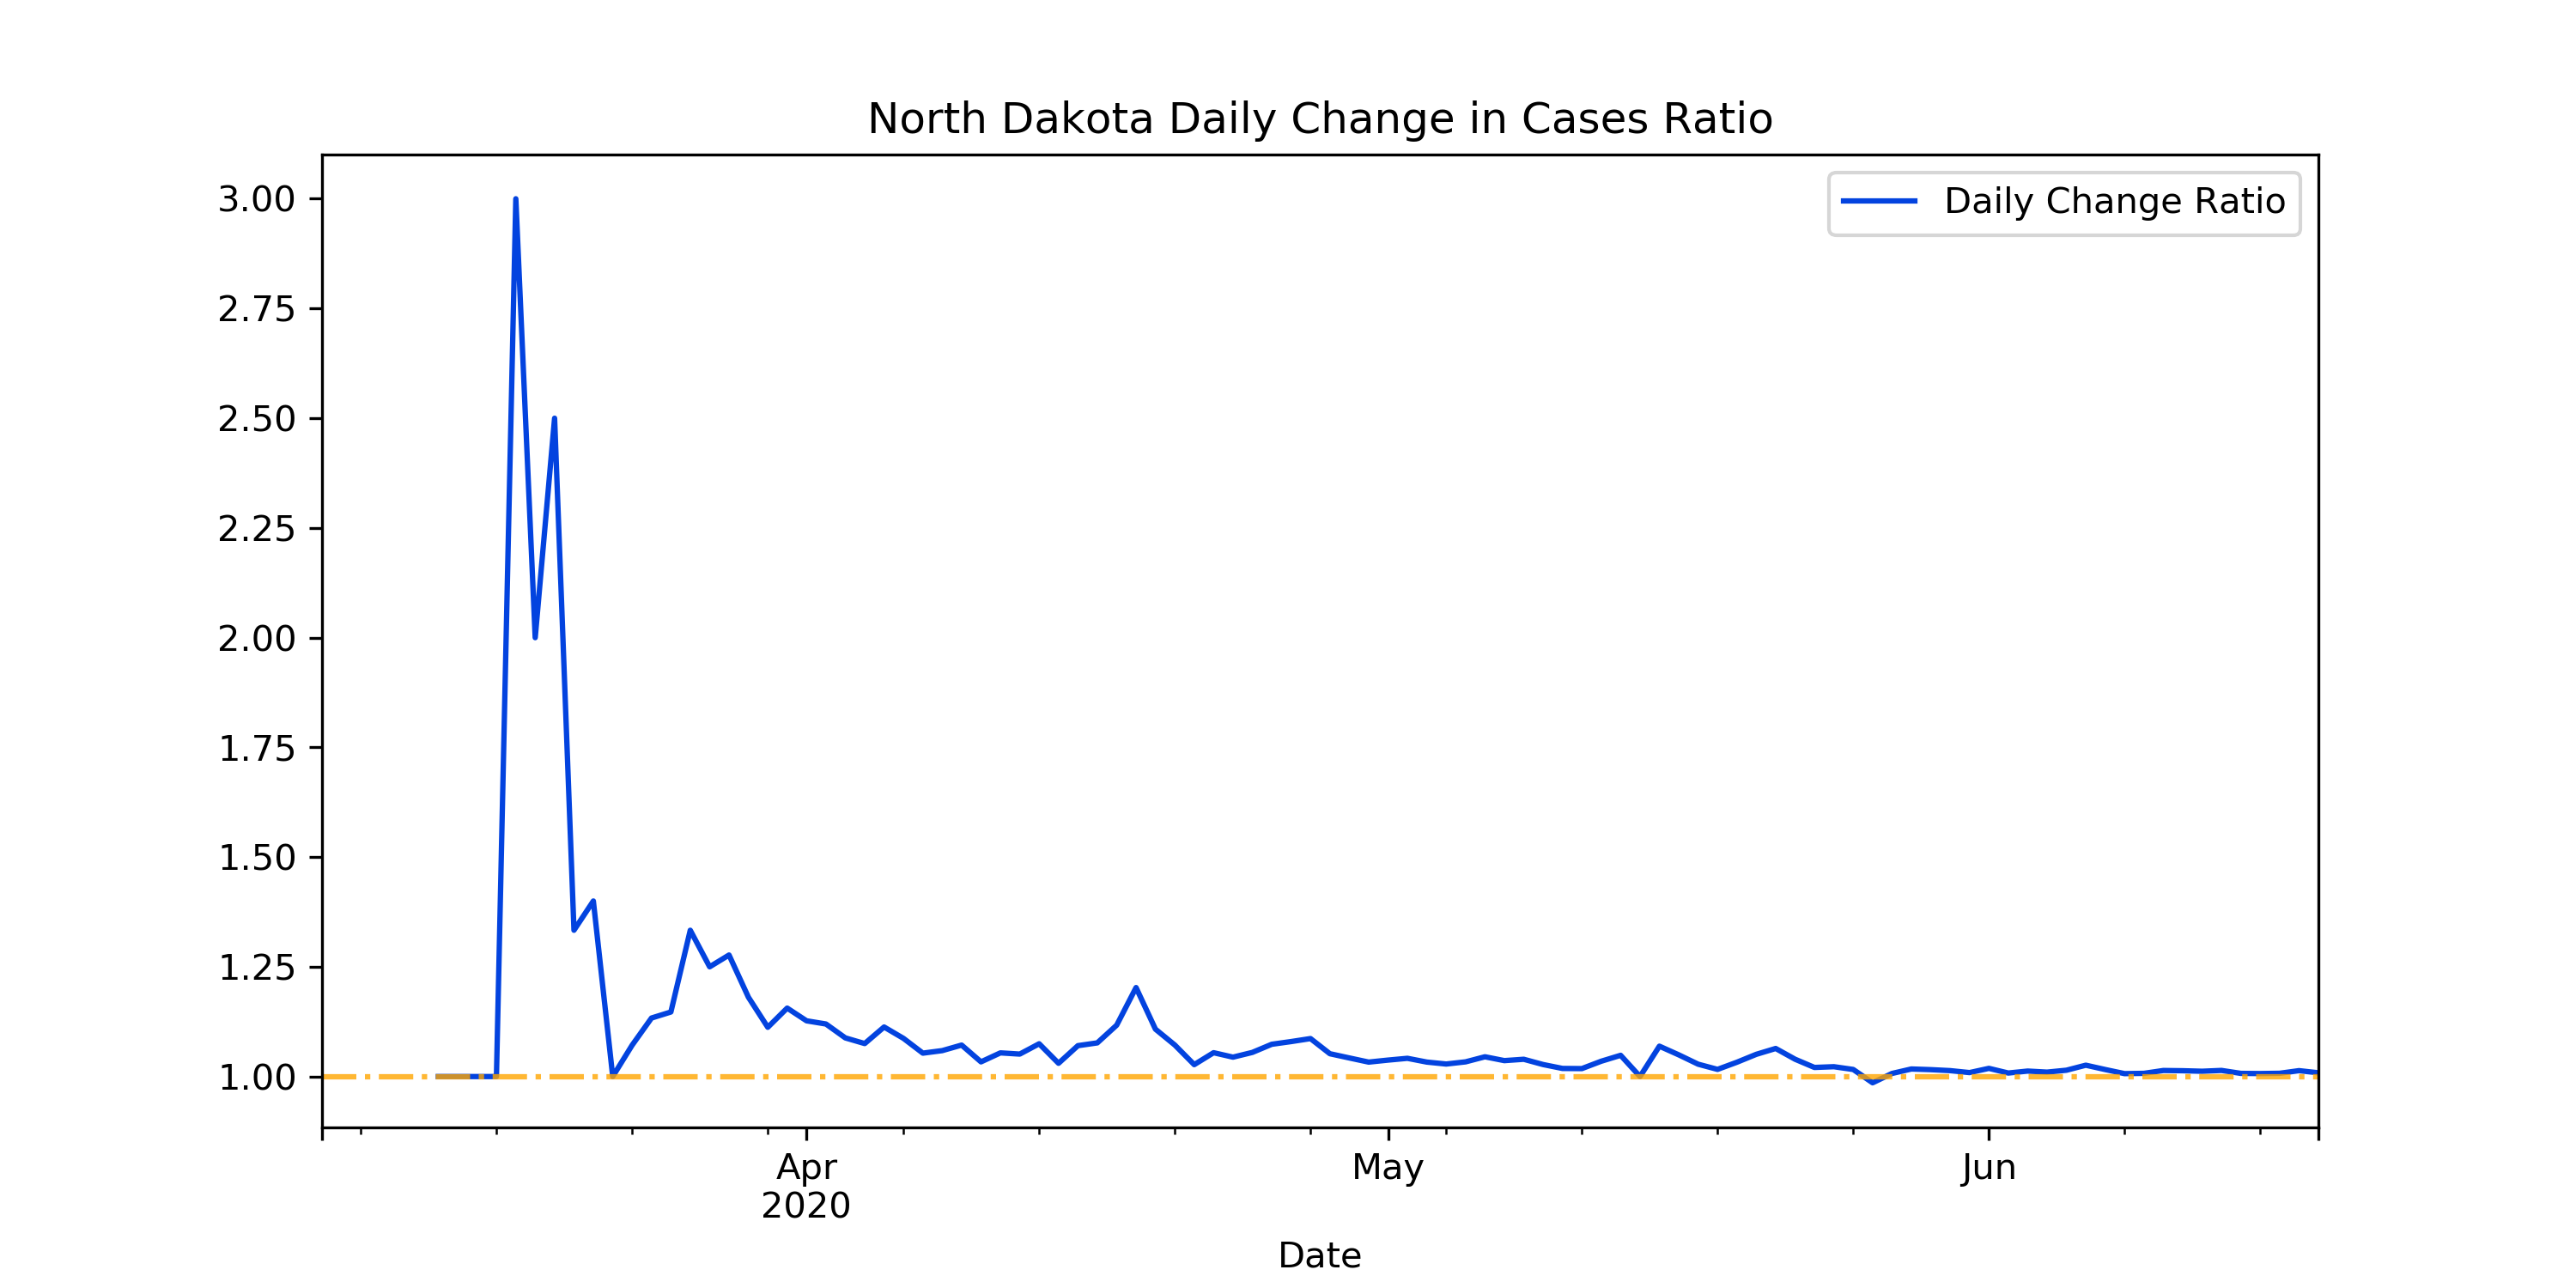 North Dakota Daily Change in Cases Ratio
Daily Change Ratio
3.00
2.75
2.50
2.25
2.00
1.75
1.50
1.25
1.00
Apr
2020
May
Jun
Date